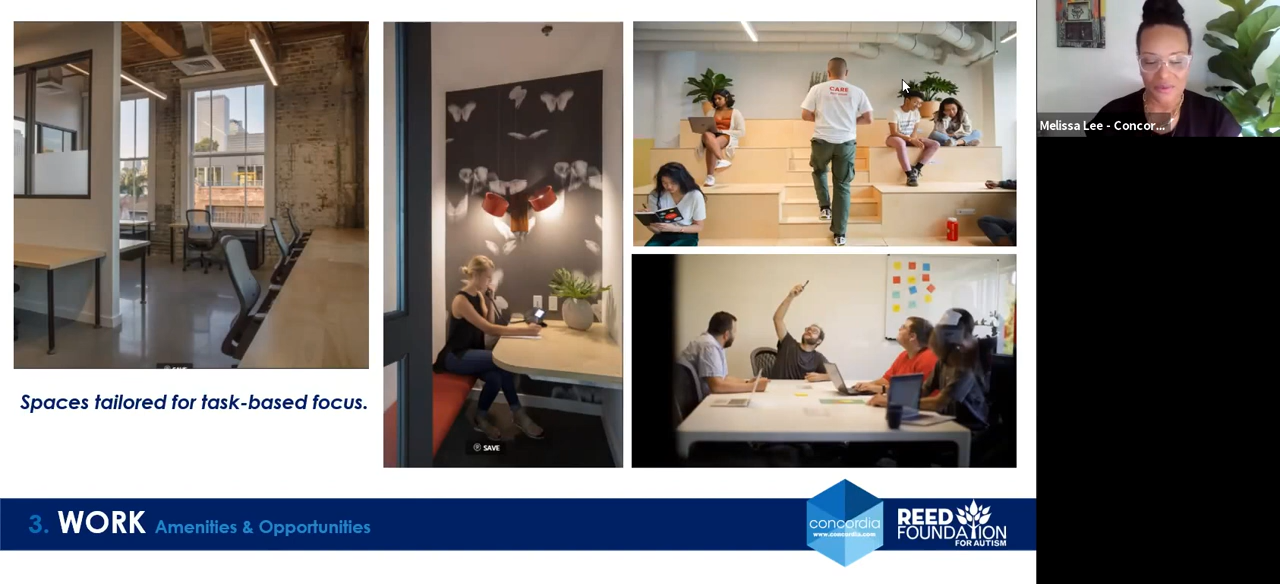 CARE
Melissa Lee - Concor...
Spaces tailored for task-based focus.
SAVE
3. WORK Amenities & Opportunities
concordia
www.concordia.com
REED
FOUNDATION
FOR AUTISM